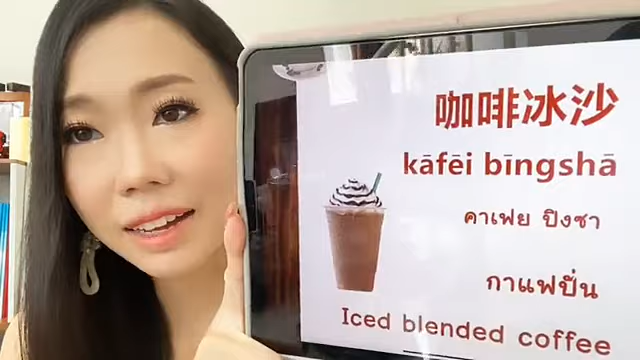 咖啡冰沙
kāfēi bīngshā
คาเฟย ปิงซา
กาแฟปั่น
Iced blended coffee